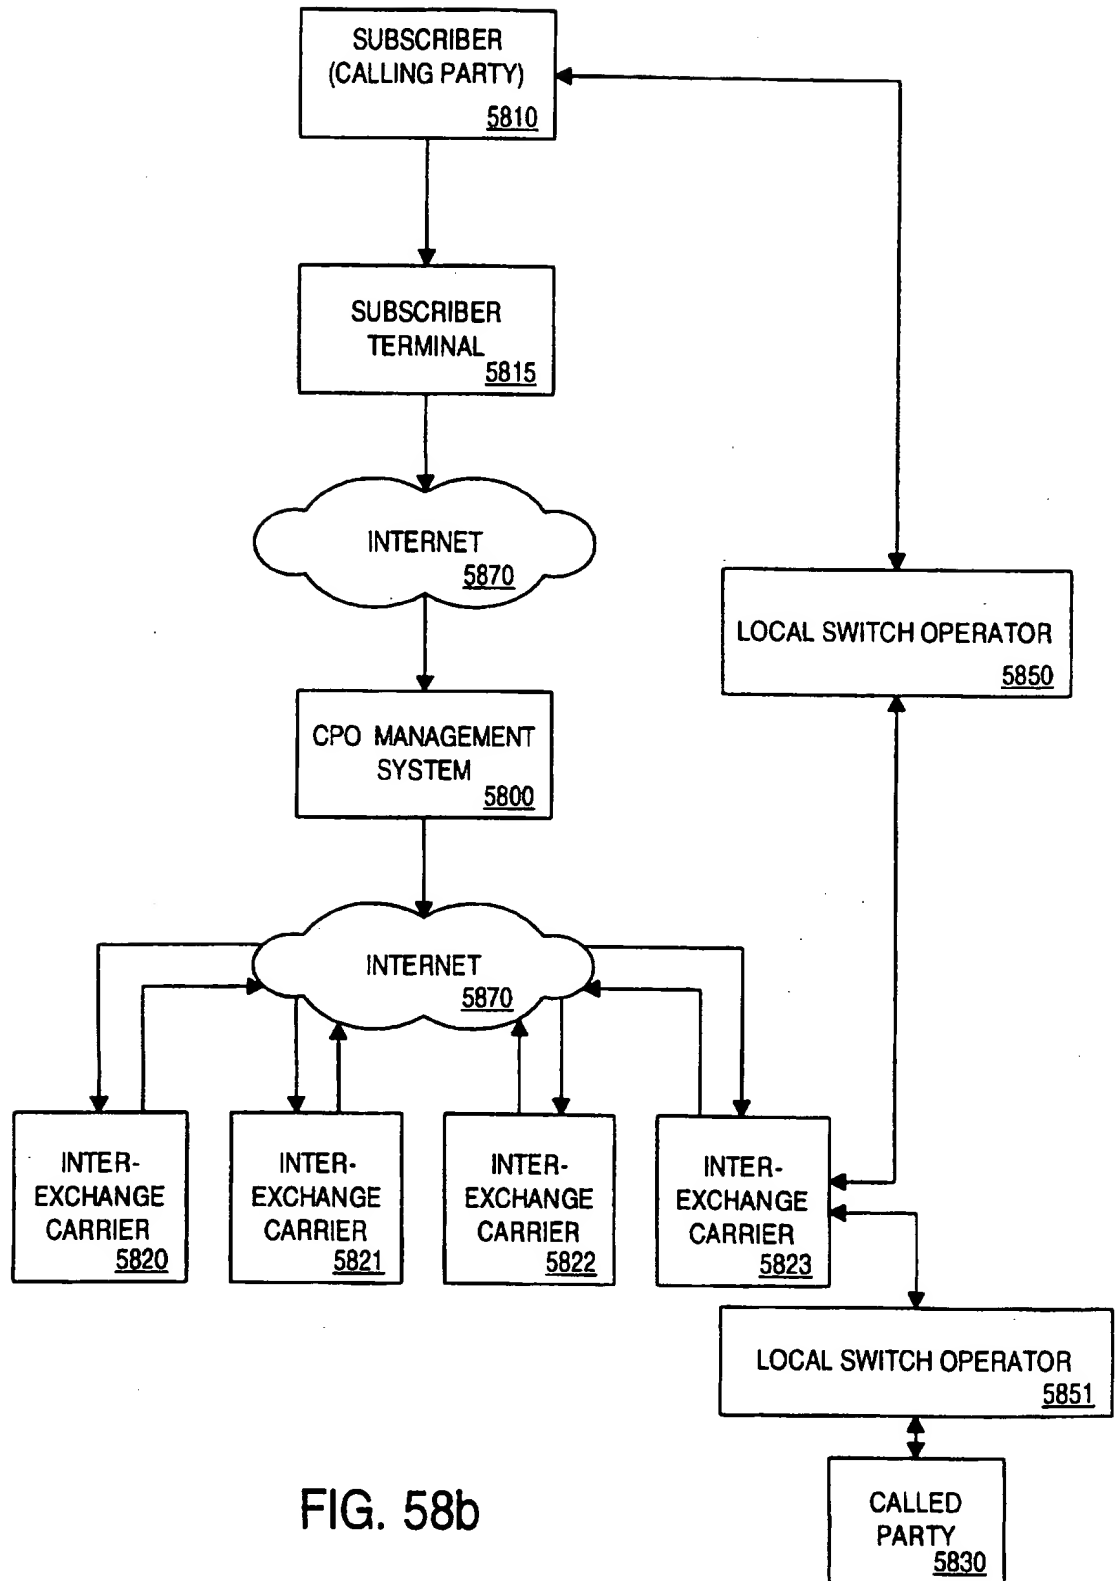 SUBSCRIBER
(CALLING PARTY)
5810
SUBSCRIBER
TERMINAL
5815
INTERNET
5870
LOCAL SWITCH OPERATOR
5850
CPO MANAGEMENT
SYSTEM
5800
INTERNET
5870
INTER-
EXCHANGE
CARRIER
5820
INTER-
EXCHANGE
CARRIER
5821
INTER-
EXCHANGE
CARRIER
5822
INTER-
EXCHANGE
CARRIER
5823
LOCAL SWITCH OPERATOR
5851
CALLED
PARTY
5830
FIG. 58b